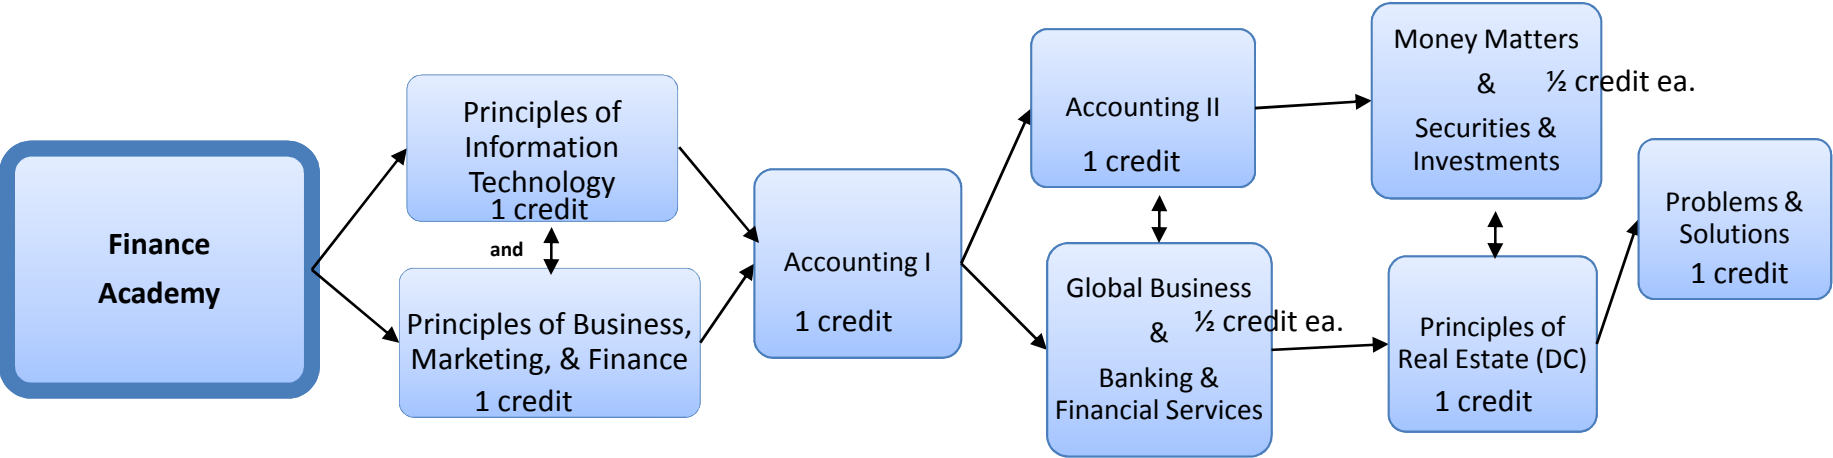 Finance
Academy
Principles of
Information
Technology
1 credit
and
Principles of Business,
Marketing, & Finance
1 credit
Accounting I
1 credit
Accounting II
1 credit
Global Business
& ½ credit ea.
Banking &
Financial Services
Money Matters
& ½ credit ea.
Securities &
Investments
Principles of
Real Estate (DC)
1 credit
Problems &
Solutions
1 credit